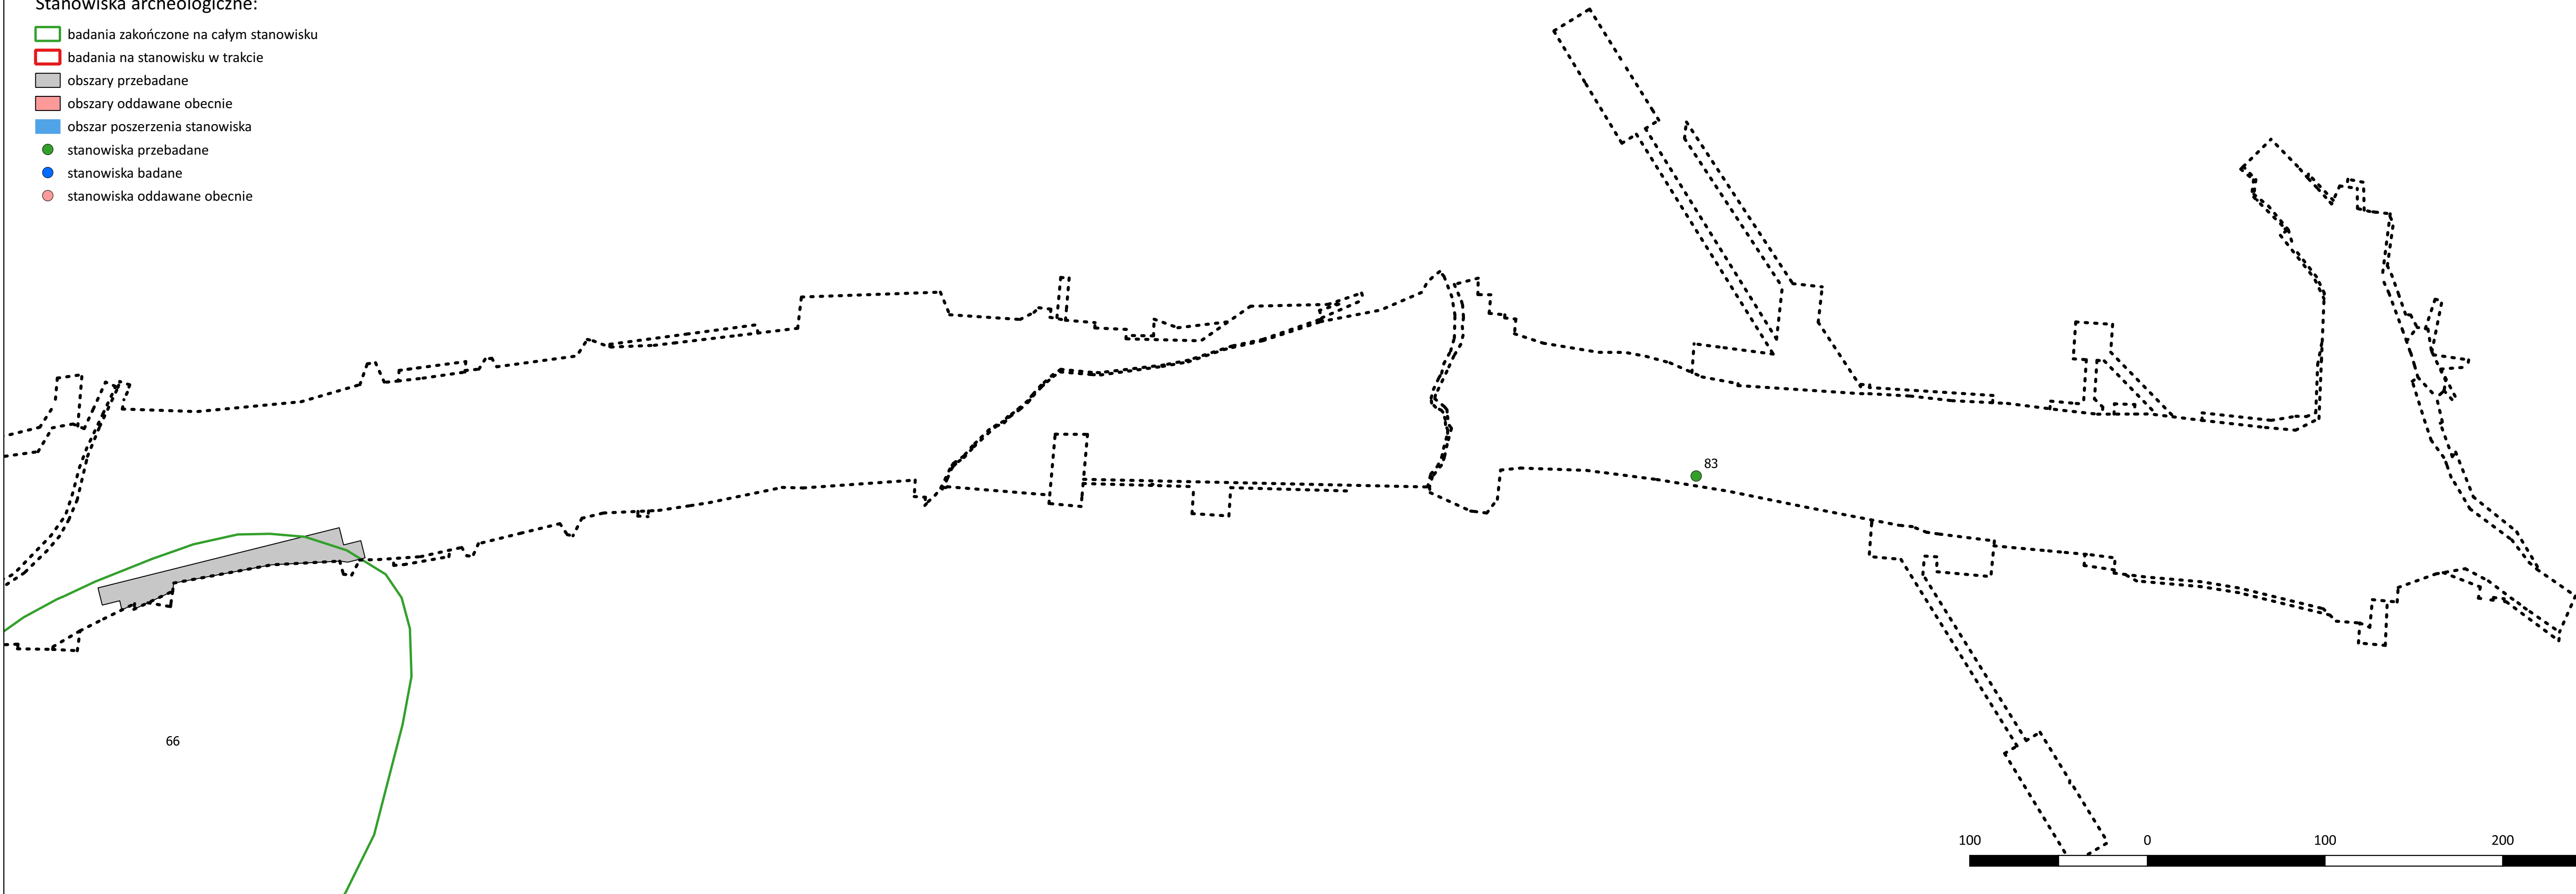 Stanowiska archeologiczne:
badania zakończone na całym stanowisku
badania na stanowisku w trakcie
obszary przebadane
obszary oddawane obecnie
obszar poszerzenia stanowiska
stanowiska przebadane
stanowiska badane
stanowiska oddawane obecnie
83
66
100 0 100 200